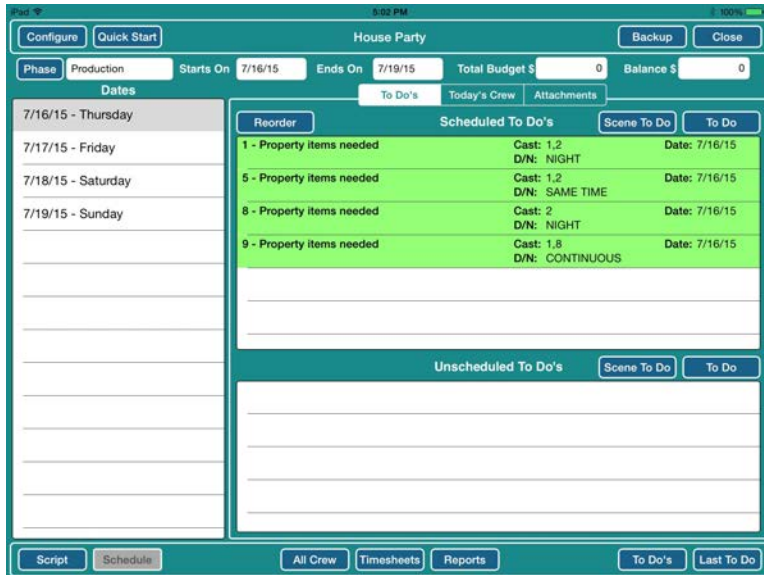 iPad 5:02 PM 100%
Configure Quick Start House Party Backup Close
Phase Production Starts On 7/16/15 Ends On 7/19/15 Total Budget $ 0 Balance $ 0
Dates
To Do's Today's Crew Attachments
7/16/15 - Thursday
7/17/15 - Friday
7/18/15 - Saturday
7/19/15 - Sunday
Reorder Scheduled To Do's Scene To Do To Do
1 - Property items needed Cast: 1,2 Date: 7/16/15
D/N: NIGHT
5 - Property items needed Cast: 1,2 Date: 7/16/15
D/N: SAME TIME
8 - Property items needed Cast: 2 Date: 7/16/15
D/N: NIGHT
9 - Property items needed Cast: 1,8 Date: 7/16/15
D/N: CONTINUOUS
Unscheduled To Do's Scene To Do To Do
Script Schedule All Crew Timesheets Reports To Do's Last To Do